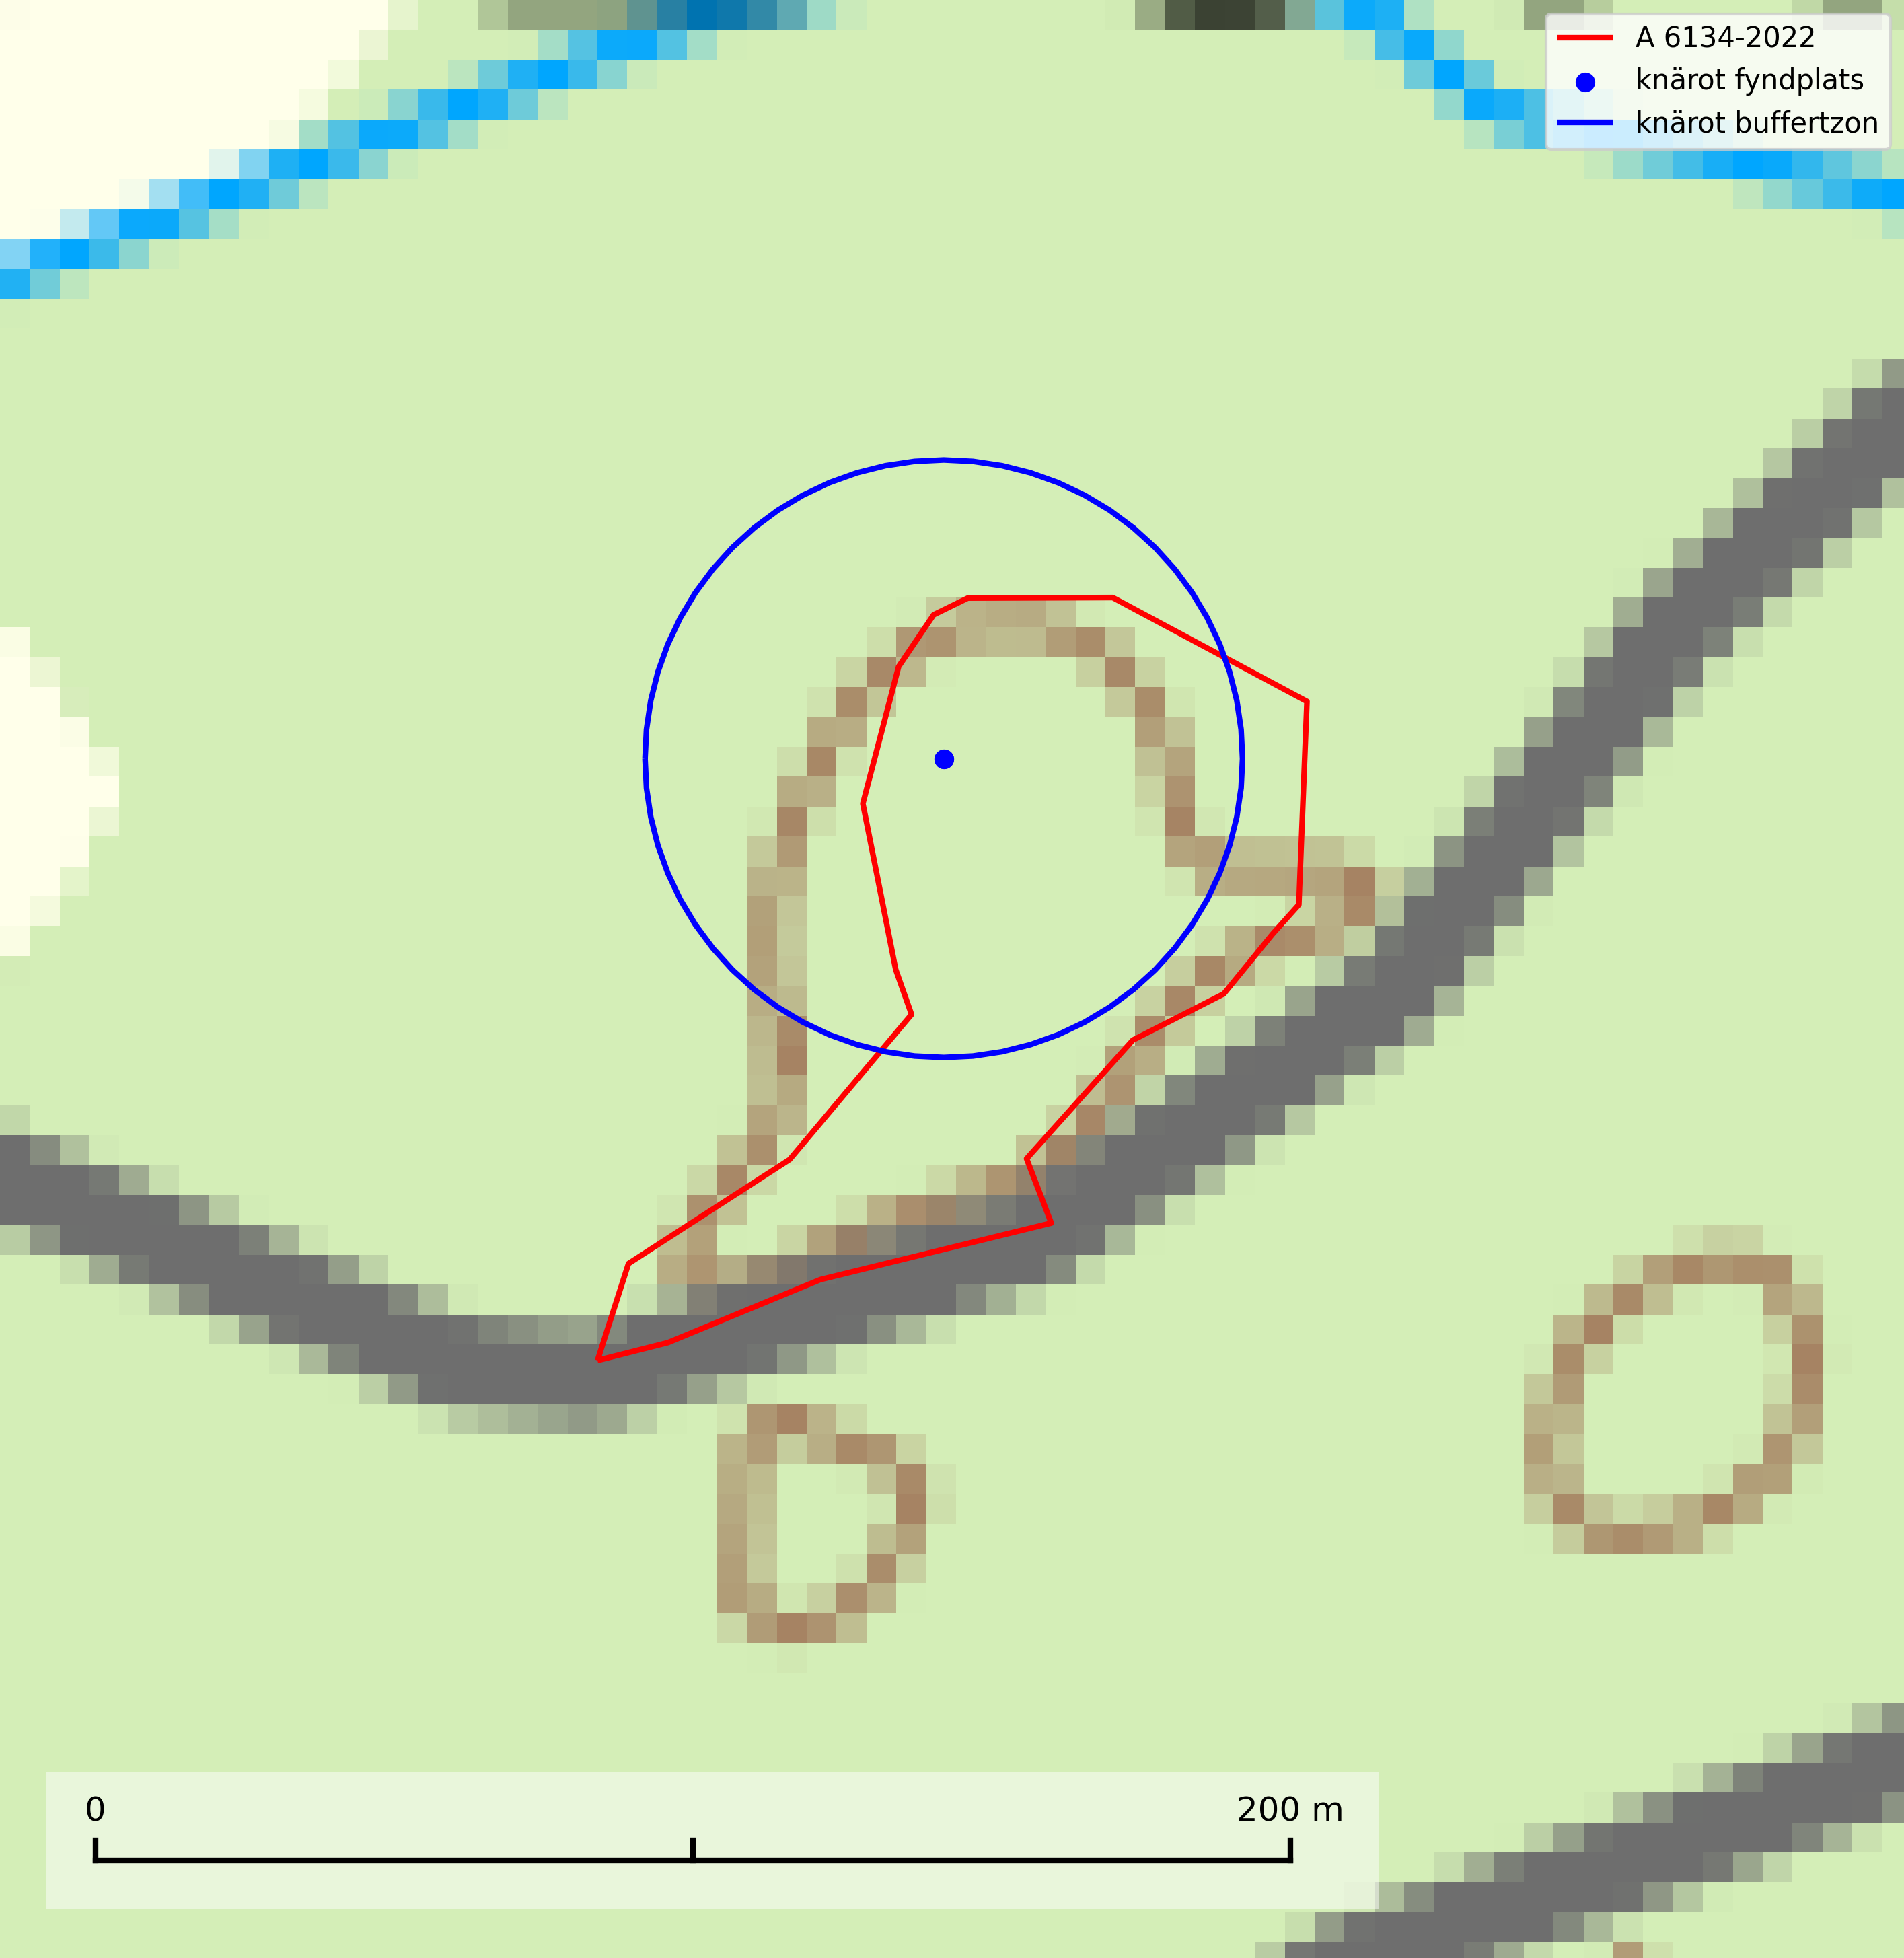 A 6134-2022
knärot fyndplats
knärot buffertzon
0 200 m